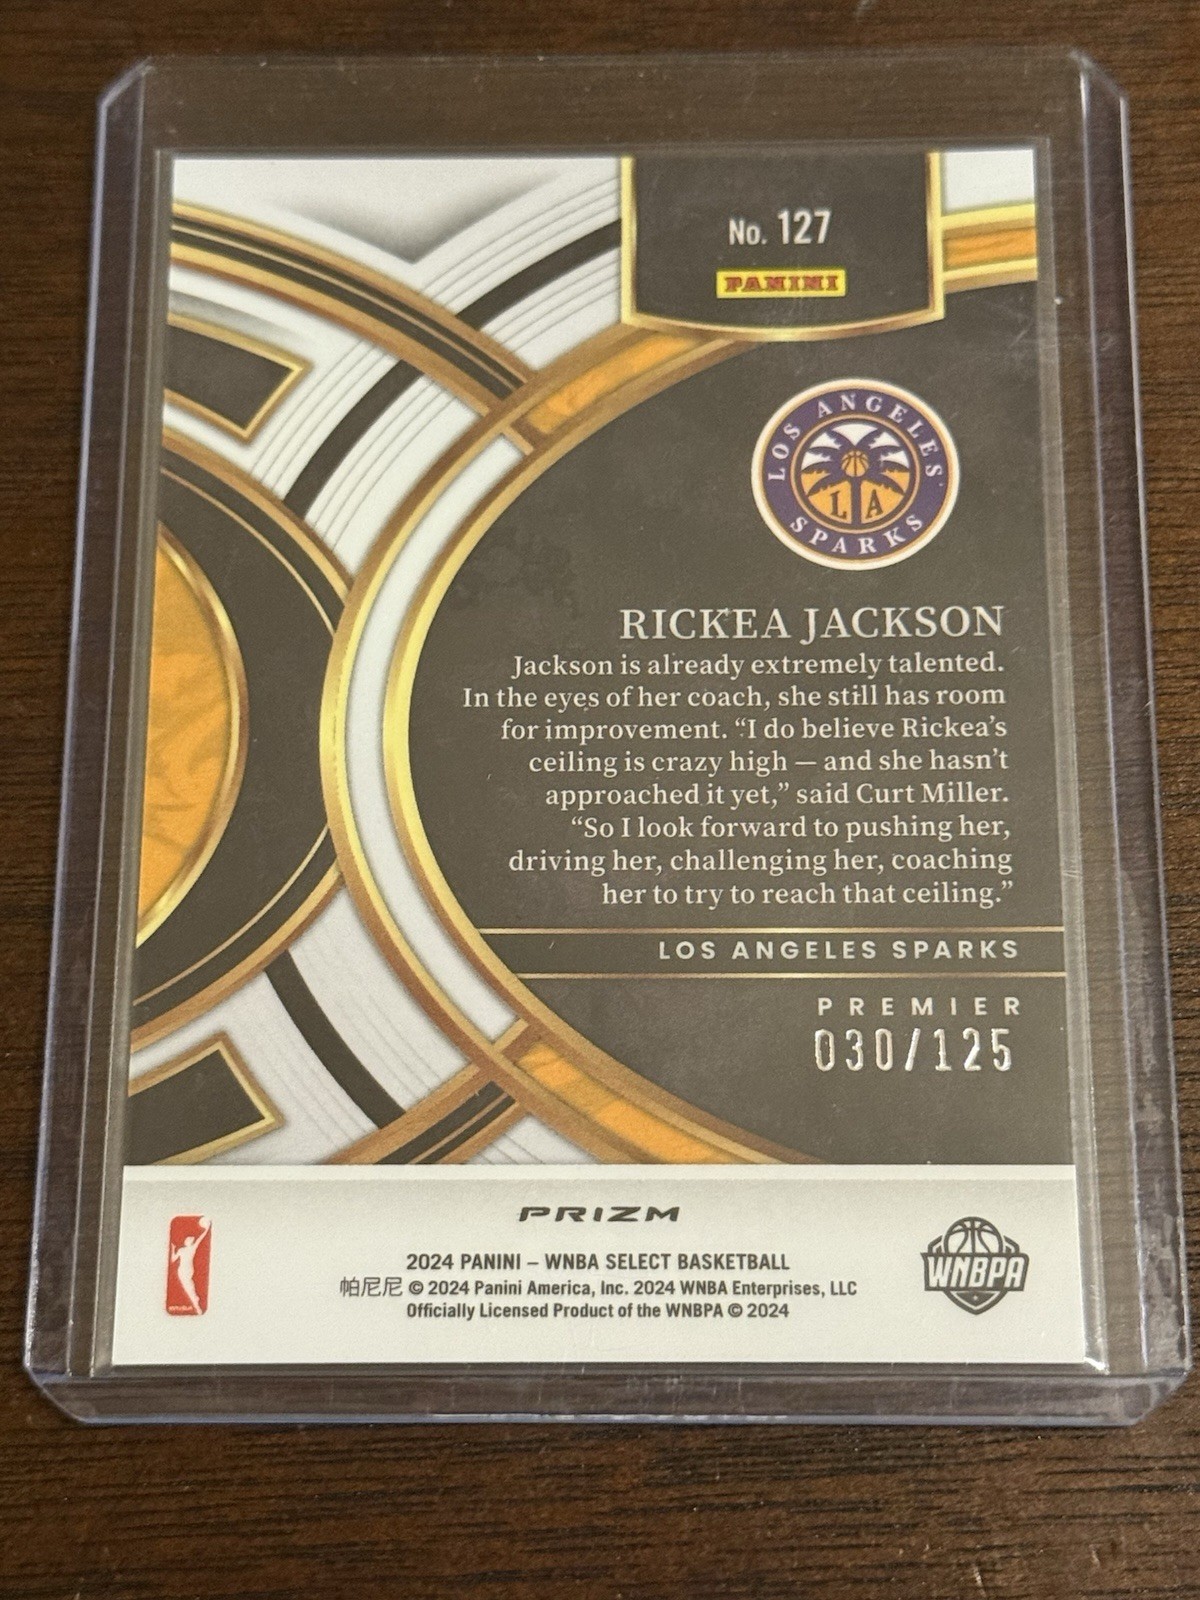 No. 127
PANINI
LOS ANGELES
LA
SPARKS
RICKEA JACKSON
Jackson is already extremely talented.
In the eyes of her coach, she still has room
for improvement. “I do believe Rickea’s
ceiling is crazy high — and she hasn’t
approached it yet,” said Curt Miller.
“So I look forward to pushing her,
driving her, challenging her, coaching
her to try to reach that ceiling.”
LOS ANGELES SPARKS
PREMIER
030/125
PRIZM
2024 PANINI – WNBA SELECT BASKETBALL
帕尼尼 © 2024 Panini America, Inc. 2024 WNBA Enterprises, LLC
Officially Licensed Product of the WNBPA © 2024
WNBPA